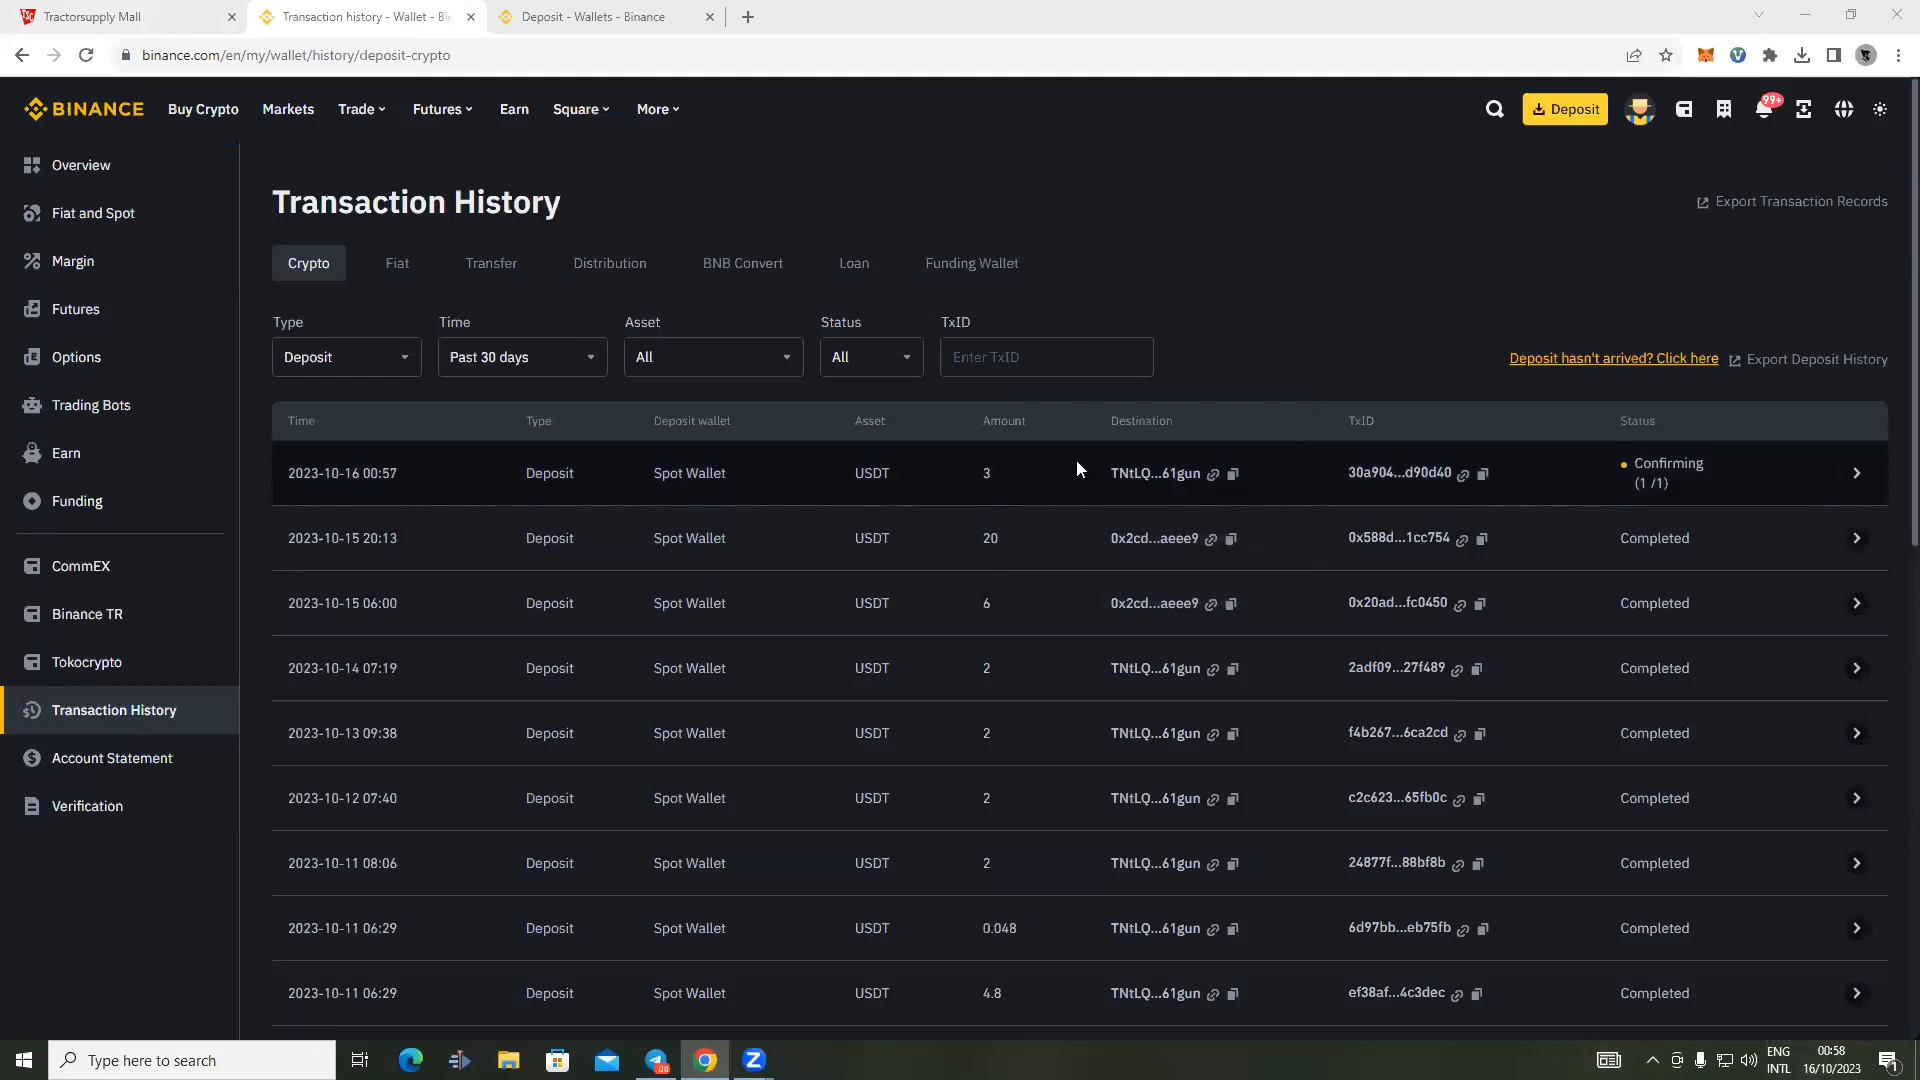 Tractorsupply Mall
Transaction history - Wallet - Bi
Deposit - Wallets - Binance
binance.com/en/my/wallet/history/deposit-crypto
BINANCE
Buy Crypto
Markets
Trade
Futures
Earn
Square
More
Deposit
99+
Overview
Fiat and Spot
Margin
Futures
Options
Trading Bots
Earn
Funding
CommEX
Binance TR
Tokocrypto
Transaction History
Account Statement
Verification
Transaction History
Export Transaction Records
Crypto
Fiat
Transfer
Distribution
BNB Convert
Loan
Funding Wallet
Type
Time
Asset
Status
TxID
Deposit
Past 30 days
All
All
Enter TxID
Deposit hasn't arrived? Click here
Export Deposit History
Time Type Deposit wallet Asset Amount Destination TxID Status
2023-10-16 00:57 Deposit Spot Wallet USDT 3 TNtLQ...61gun 30a904...d90d40 Confirming
(1 /1)
2023-10-15 20:13 Deposit Spot Wallet USDT 20 0x2cd...aeee9 0x588d...1cc754 Completed
2023-10-15 06:00 Deposit Spot Wallet USDT 6 0x2cd...aeee9 0x20ad...fc0450 Completed
2023-10-14 07:19 Deposit Spot Wallet USDT 2 TNtLQ...61gun 2adf09...27f489 Completed
2023-10-13 09:38 Deposit Spot Wallet USDT 2 TNtLQ...61gun f4b267...6ca2cd Completed
2023-10-12 07:40 Deposit Spot Wallet USDT 2 TNtLQ...61gun c2c623...65fb0c Completed
2023-10-11 08:06 Deposit Spot Wallet USDT 2 TNtLQ...61gun 24877f...88bf8b Completed
2023-10-11 06:29 Deposit Spot Wallet USDT 0.048 TNtLQ...61gun 6d97bb...eb75fb Completed
2023-10-11 06:29 Deposit Spot Wallet USDT 4.8 TNtLQ...61gun ef38af...4c3dec Completed
Type here to search
ENG
INTL
00:58
16/10/2023
1